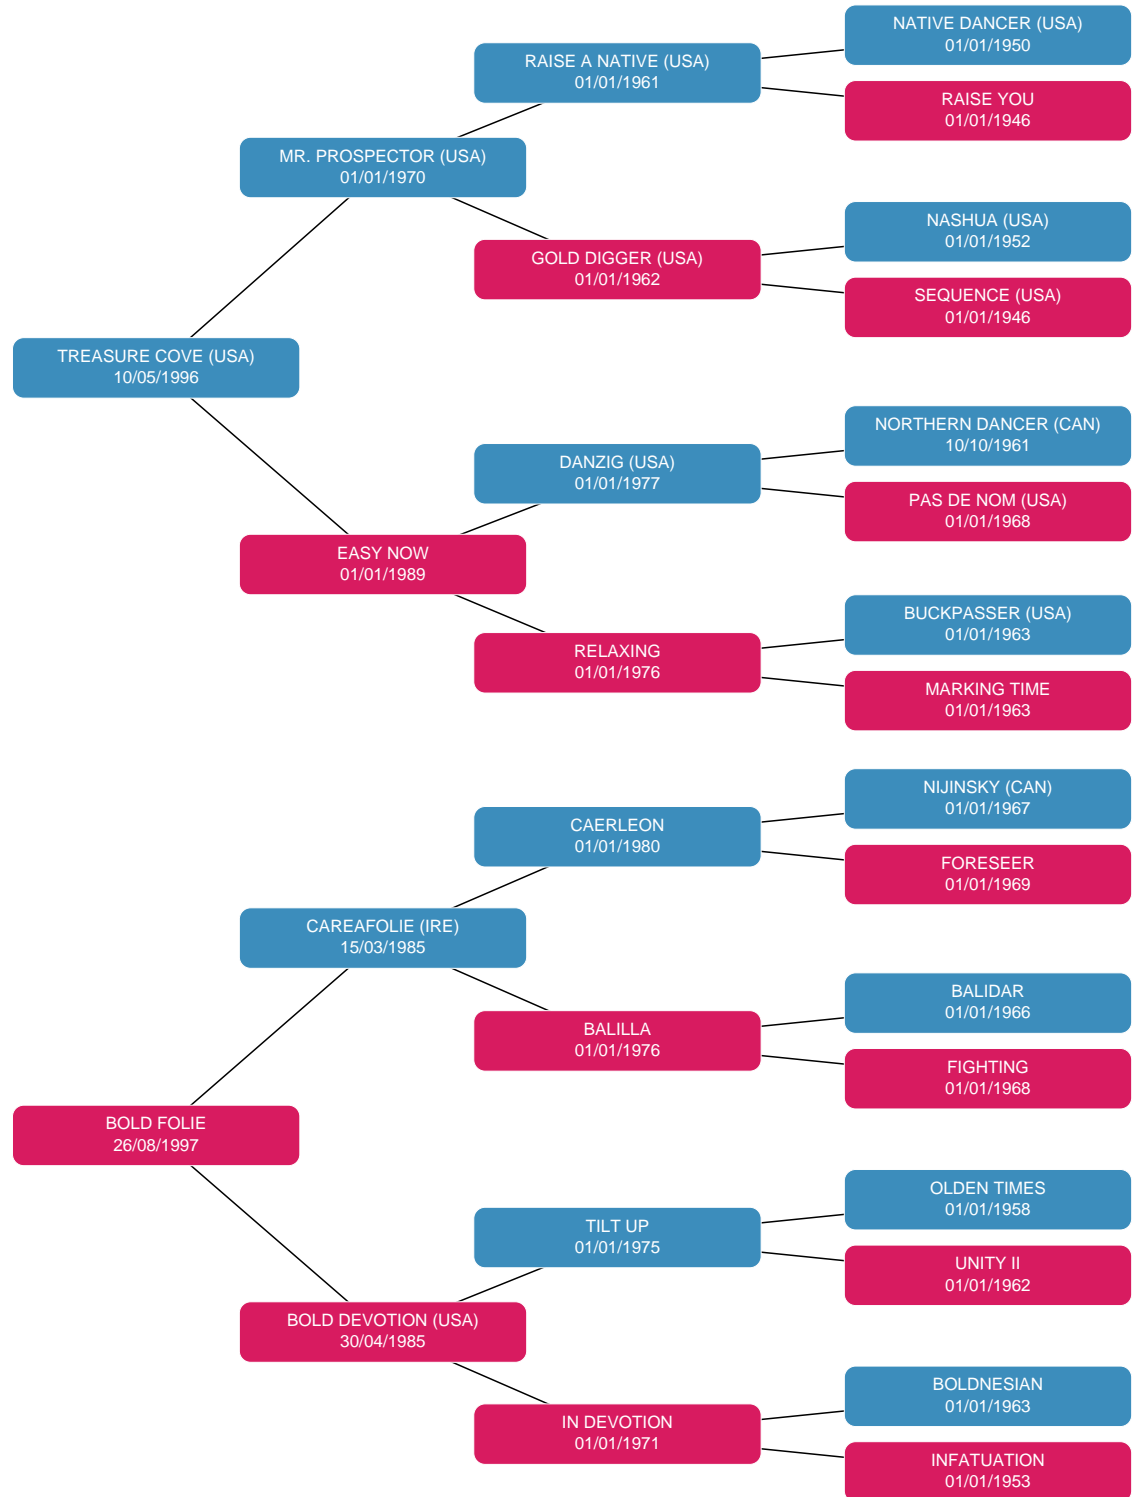 NATIVE DANCER (USA)
01/01/1950
RAISE A NATIVE (USA)
01/01/1961
RAISE YOU
01/01/1946
MR. PROSPECTOR (USA)
01/01/1970
NASHUA (USA)
01/01/1952
GOLD DIGGER (USA)
01/01/1962
SEQUENCE (USA)
01/01/1946
TREASURE COVE (USA)
10/05/1996
NORTHERN DANCER (CAN)
10/10/1961
DANZIG (USA)
01/01/1977
PAS DE NOM (USA)
01/01/1968
EASY NOW
01/01/1989
BUCKPASSER (USA)
01/01/1963
RELAXING
01/01/1976
MARKING TIME
01/01/1963
NIJINSKY (CAN)
01/01/1967
CAERLEON
01/01/1980
FORESEER
01/01/1969
CAREAFOLIE (IRE)
15/03/1985
BALIDAR
01/01/1966
BALILLA
01/01/1976
FIGHTING
01/01/1968
BOLD FOLIE
26/08/1997
OLDEN TIMES
01/01/1958
TILT UP
01/01/1975
UNITY II
01/01/1962
BOLD DEVOTION (USA)
30/04/1985
BOLDNESIAN
01/01/1963
IN DEVOTION
01/01/1971
INFATUATION
01/01/1953